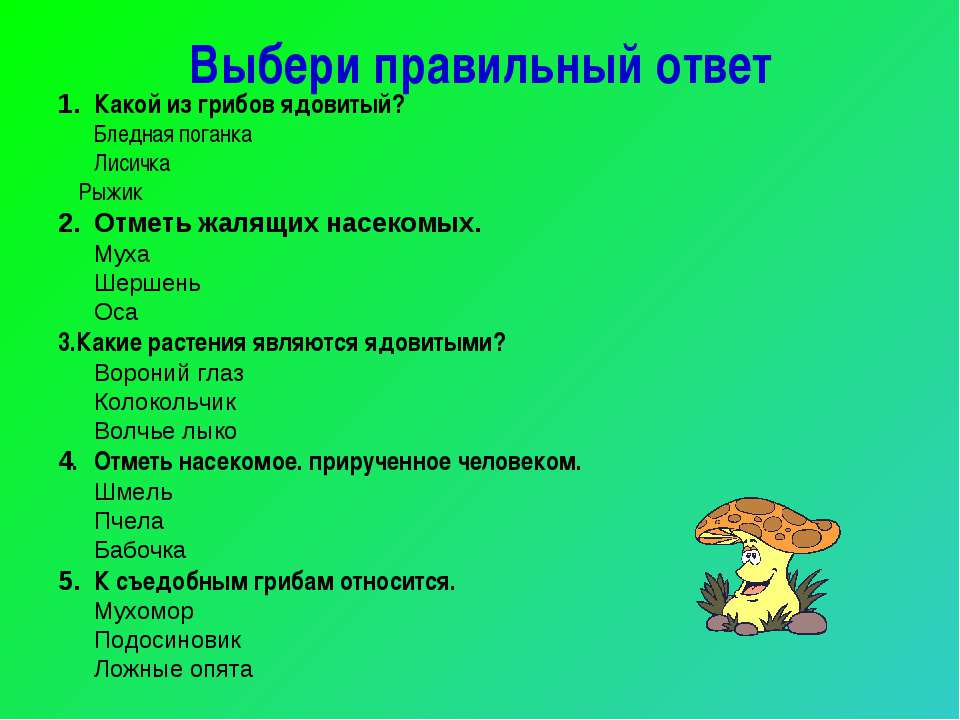 Выбери правильный ответ
1. Какой из грибов ядовитый?
Бледная поганка
Лисичка
Рыжик
2. Отметь жалящих насекомых.
Муха
Шершень
Оса
3.Какие растения являются ядовитыми?
Вороний глаз
Колокольчик
Волчье лыко
4. Отметь насекомое. прирученное человеком.
Шмель
Пчела
Бабочка
5. К съедобным грибам относится.
Мухомор
Подосиновик
Ложные опята